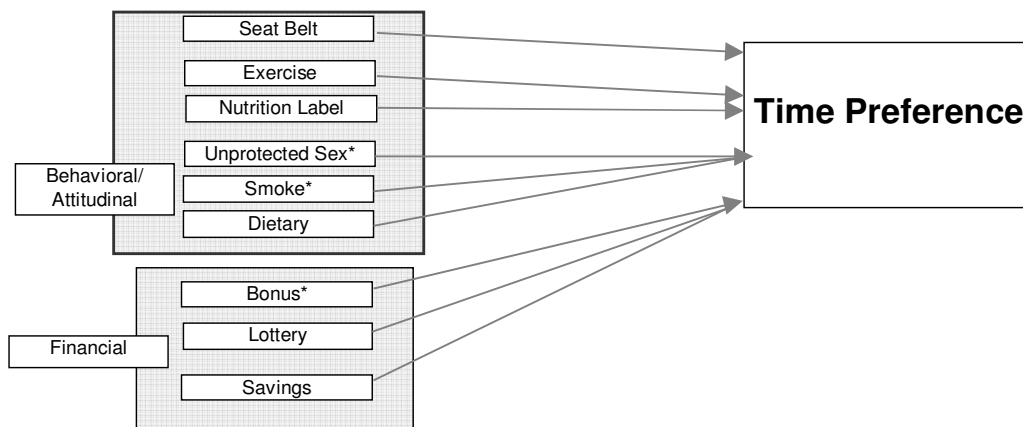 Seat Belt
Exercise
Nutrition Label
Time Preference
Unprotected Sex*
Behavioral/
Attitudinal
Smoke*
Dietary
Bonus*
Lottery
Financial
Savings